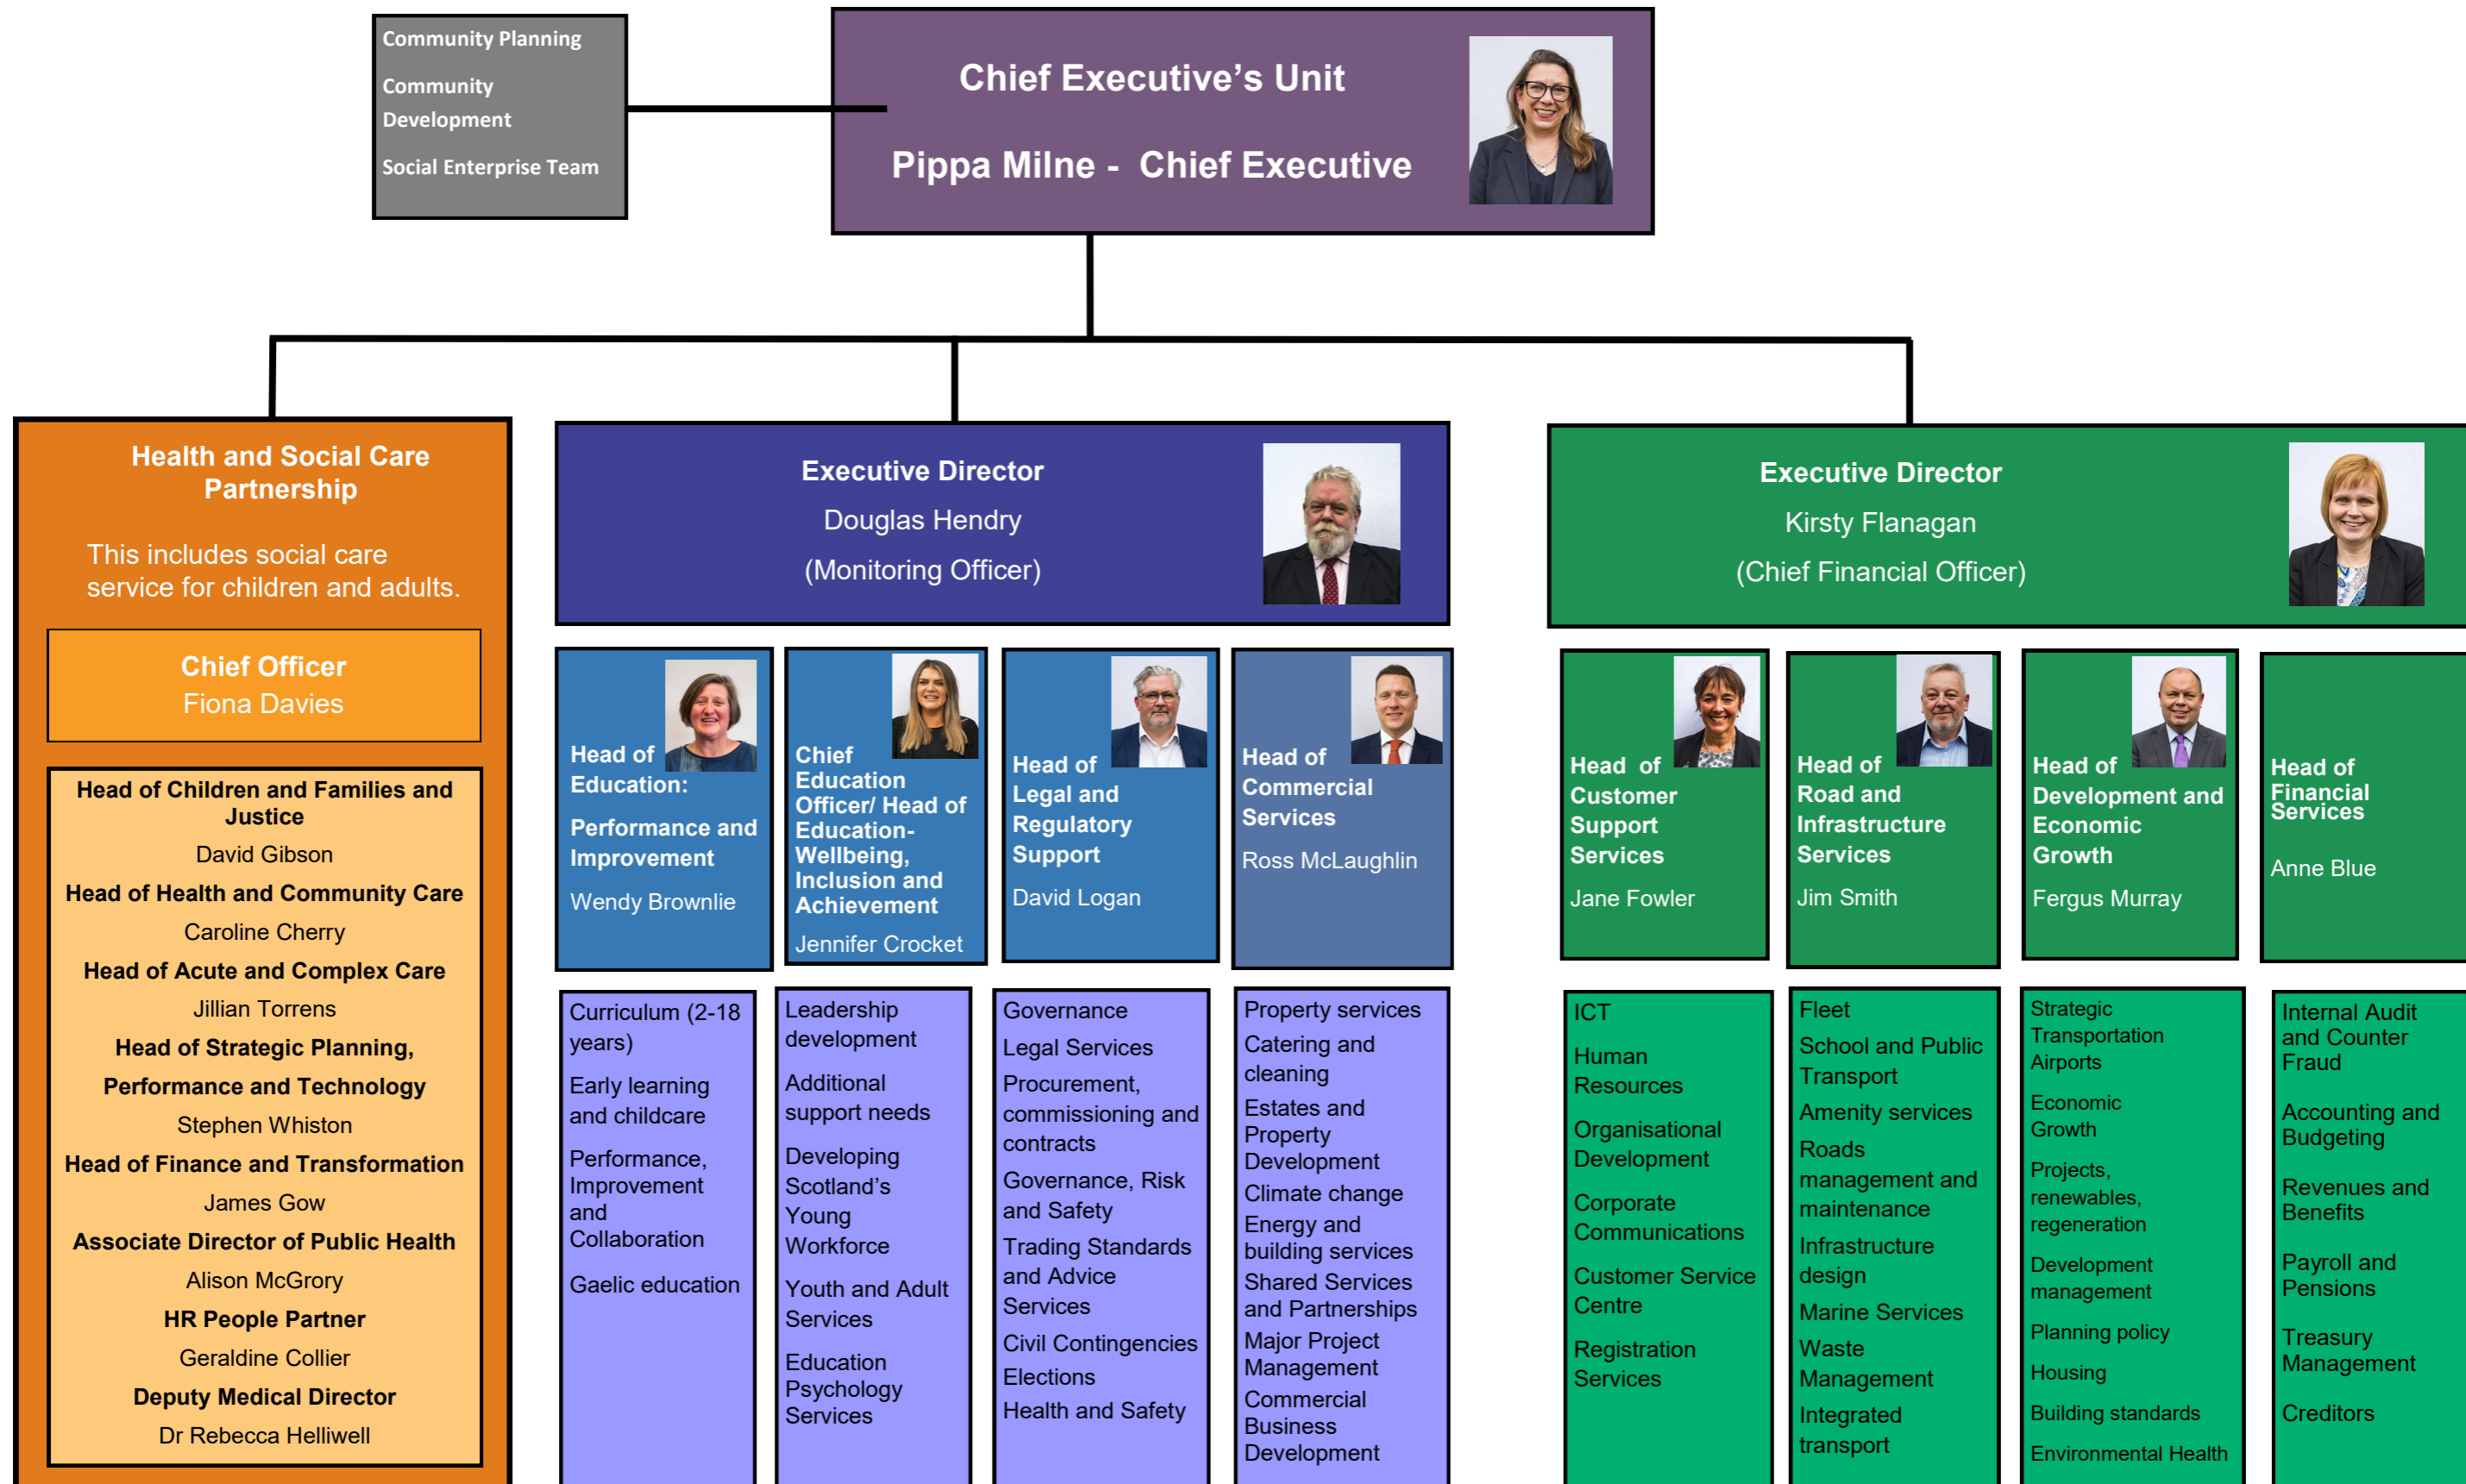 Community Planning
Community
Development
Social Enterprise Team
Chief Executive’s Unit
Pippa Milne - Chief Executive
Health and Social Care
Partnership
This includes social care
service for children and adults.
Chief Officer
Fiona Davies
Head of Children and Families and
Justice
David Gibson
Head of Health and Community Care
Caroline Cherry
Head of Acute and Complex Care
Jillian Torrens
Head of Strategic Planning,
Performance and Technology
Stephen Whiston
Head of Finance and Transformation
James Gow
Associate Director of Public Health
Alison McGrory
HR People Partner
Geraldine Collier
Deputy Medical Director
Dr Rebecca Helliwell
Executive Director
Douglas Hendry
(Monitoring Officer)
Head of
Education:
Performance and
Improvement
Wendy Brownlie
Chief
Education
Officer/ Head of
Education-
Wellbeing,
Inclusion and
Achievement
Jennifer Crocket
Head of
Legal and
Regulatory
Support
David Logan
Head of
Commercial
Services
Ross McLaughlin
Curriculum (2-18
years)
Early learning
and childcare
Performance,
Improvement
and
Collaboration
Gaelic education
Leadership
development
Additional
support needs
Developing
Scotland’s
Young
Workforce
Youth and Adult
Services
Education
Psychology
Services
Governance
Legal Services
Procurement,
commissioning and
contracts
Governance, Risk
and Safety
Trading Standards
and Advice
Services
Civil Contingencies
Elections
Health and Safety
Property services
Catering and
cleaning
Estates and
Property
Development
Climate change
Energy and
building services
Shared Services
and Partnerships
Major Project
Management
Commercial
Business
Development
Executive Director
Kirsty Flanagan
(Chief Financial Officer)
Head of
Customer
Support
Services
Jane Fowler
Head of
Road and
Infrastructure
Services
Jim Smith
Head of
Development and
Economic
Growth
Fergus Murray
Head of
Financial
Services
Anne Blue
ICT
Human
Resources
Organisational
Development
Corporate
Communications
Customer Service
Centre
Registration
Services
Fleet
School and Public
Transport
Amenity services
Roads
management and
maintenance
Infrastructure
design
Marine Services
Waste
Management
Integrated
transport
Strategic
Transportation
Airports
Economic
Growth
Projects,
renewables,
regeneration
Development
management
Planning policy
Housing
Building standards
Environmental Health
Internal Audit
and Counter
Fraud
Accounting and
Budgeting
Revenues and
Benefits
Payroll and
Pensions
Treasury
Management
Creditors